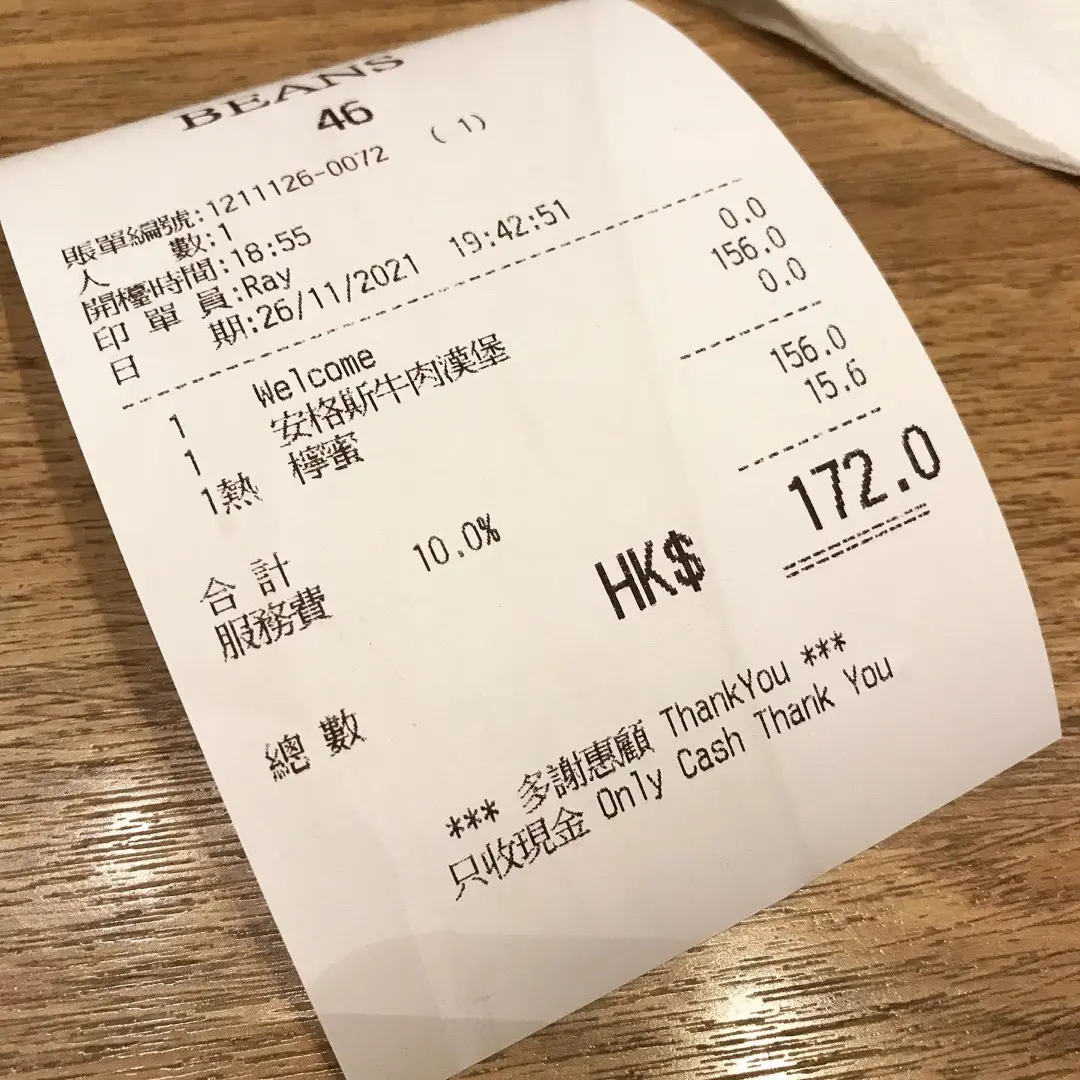 BEANS
46
( 1)
賬單編號:1211126-0072
人 數:1
開檯時間:18:55
印 單 員:Ray
日 期:26/11/2021 19:42:51
1 Welcome 0.0
1 安格斯牛肉漢堡 156.0
1熱 檸蜜 0.0
合 計 156.0
服務費 10.0% 15.6
總 數 HK$ 172.0
*** 多謝惠顧 ThankYou ***
只收現金 Only Cash Thank You